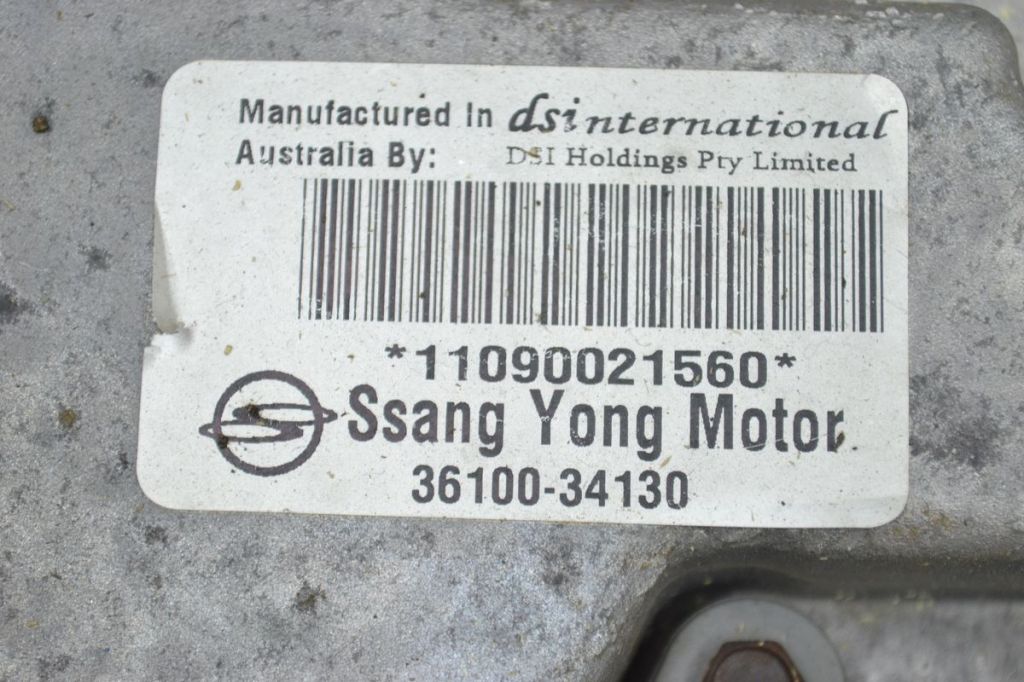 Manufactured In dsinternational
Australia By: DSI Holdings Pty Limited
*11090021560*
Ssang Yong Motor
36100-34130